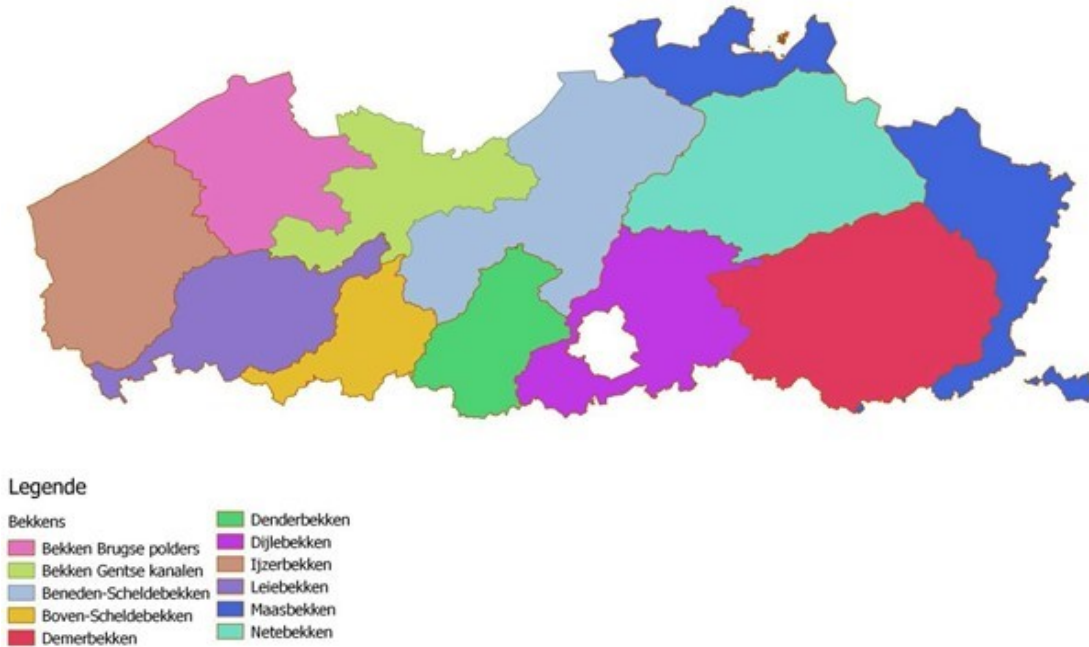 Legende
Bekkens
Bekken Brugse polders
Bekken Gentse kanalen
Beneden-Scheldebekken
Boven-Scheldebekken
Demerbekken
Denderbekken
Dijlebekken
Ijzerbekken
Leiebekken
Maasbekken
Netebekken